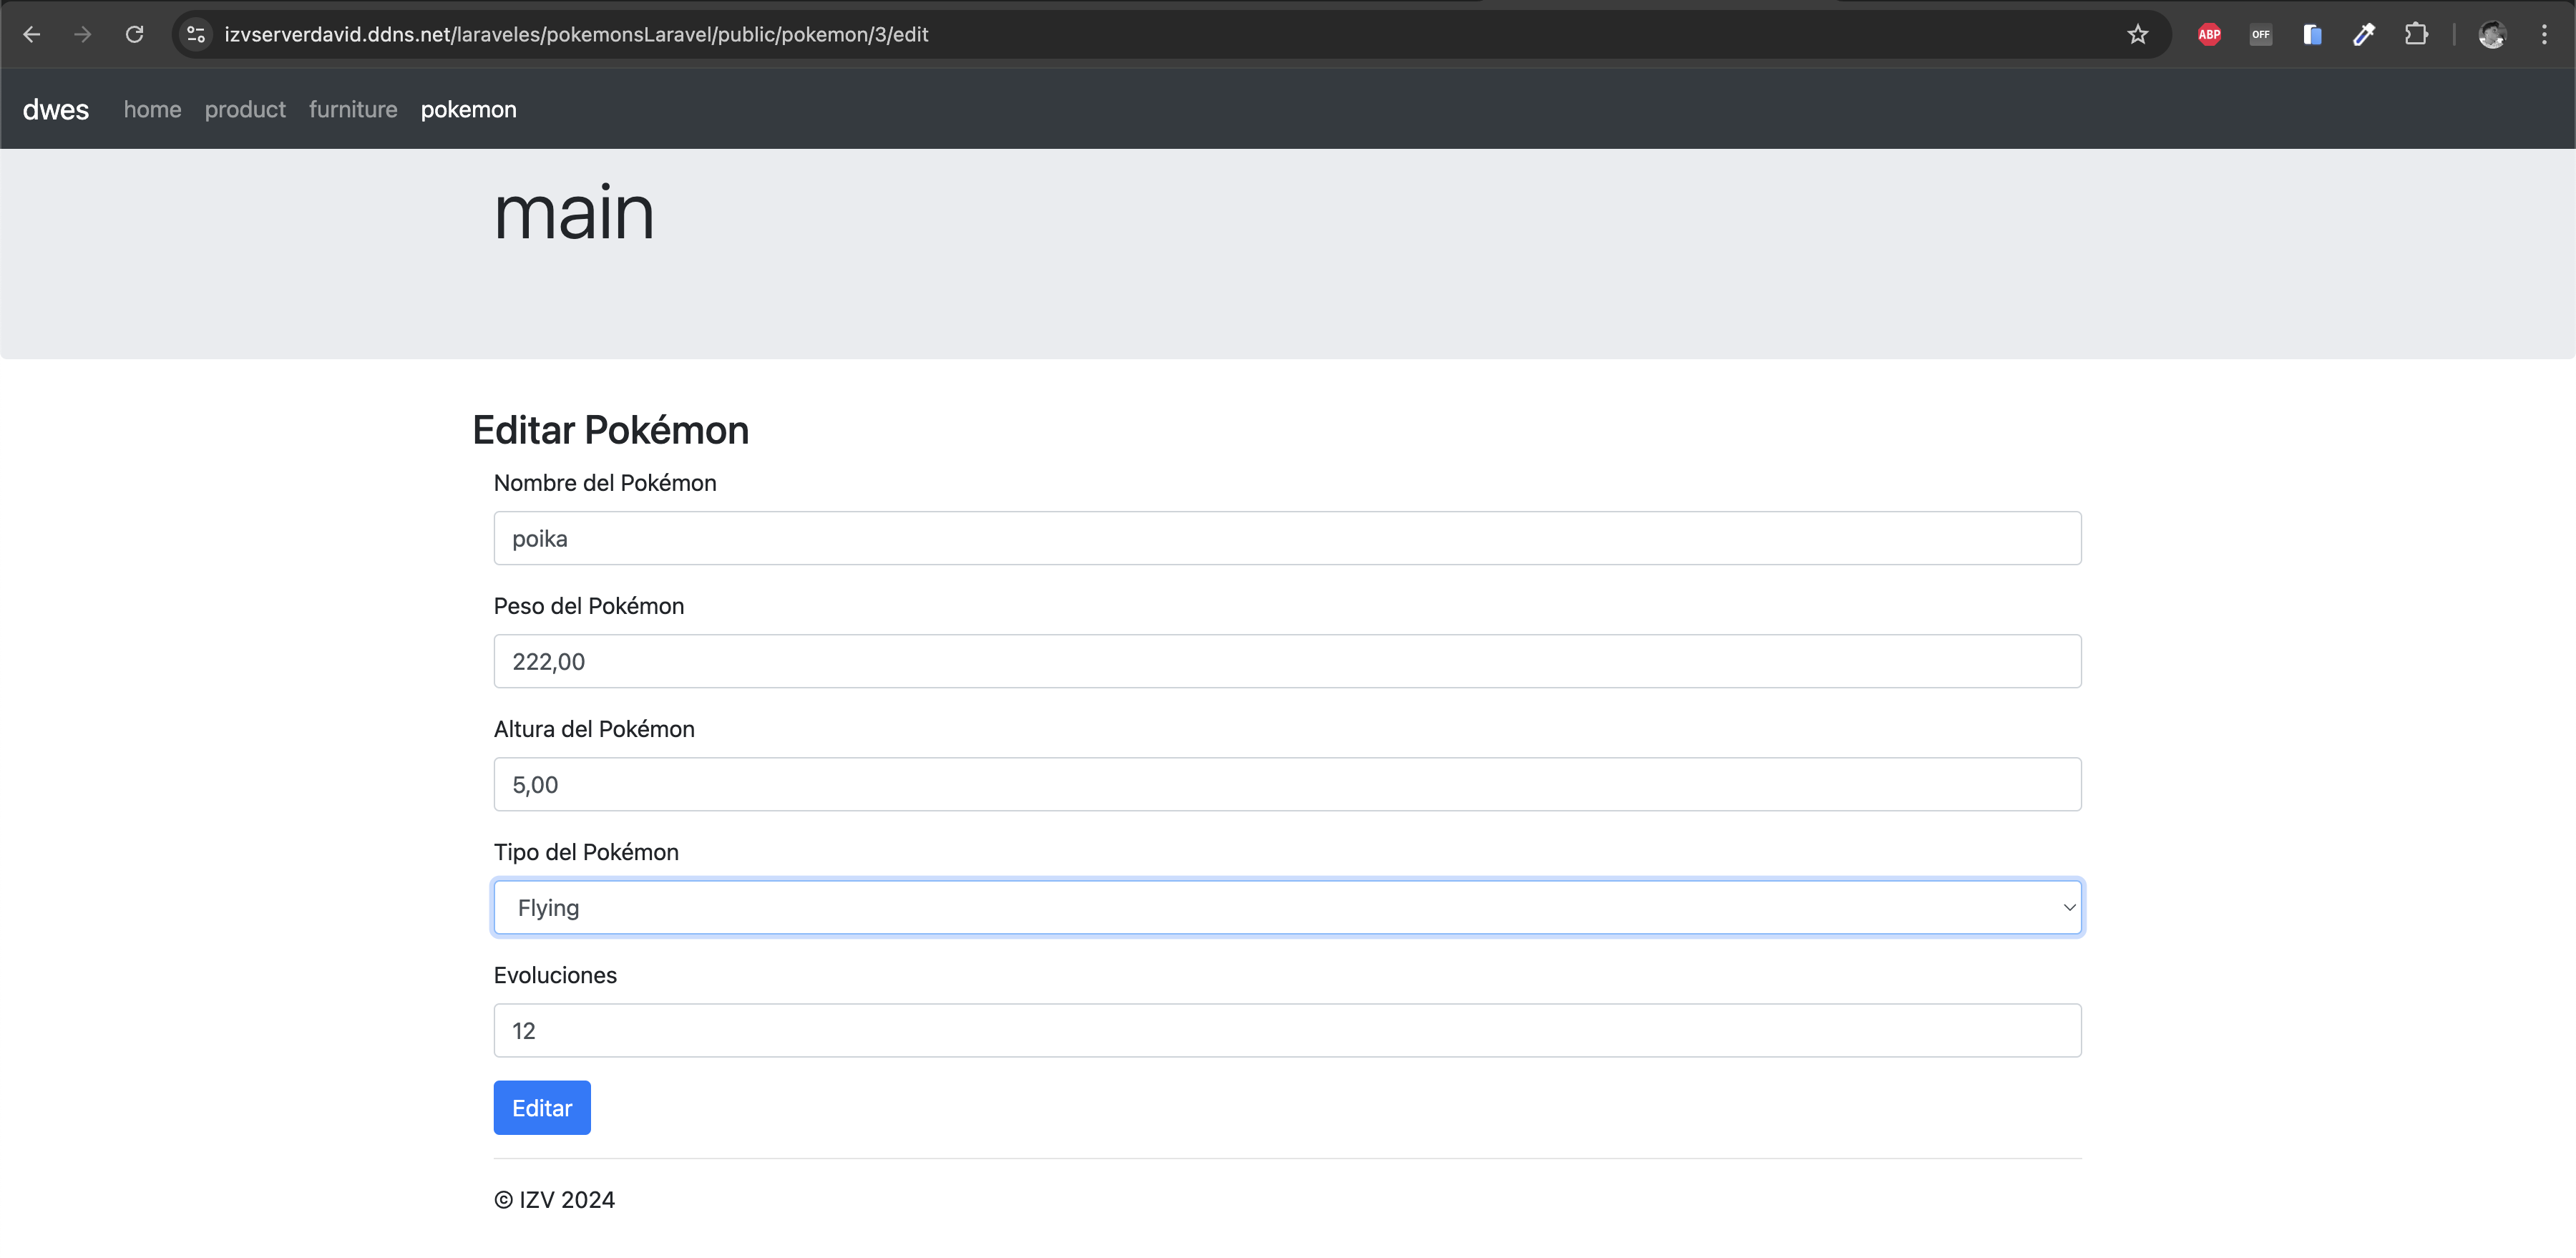 izvserverdavid.ddns.net/laraveles/pokemonsLaravel/public/pokemon/3/edit
ABP
OFF
dwes home product furniture pokemon
main
Editar Pokémon
Nombre del Pokémon
poika
Peso del Pokémon
222,00
Altura del Pokémon
5,00
Tipo del Pokémon
Flying
Evoluciones
12
Editar
© IZV 2024